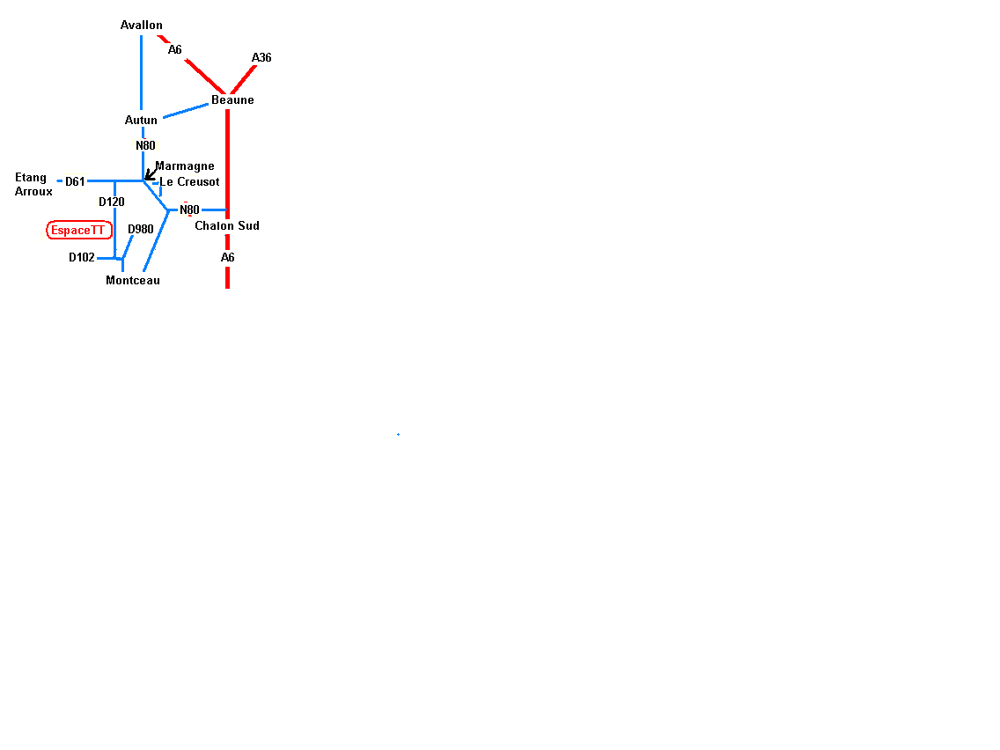 Avallon
A6
A36
Beaune
Autun
N80
Marmagne
Etang
Arroux
D61
Le Creusot
D120
N80
Chalon Sud
EspaceTT
D980
D102
A6
Montceau